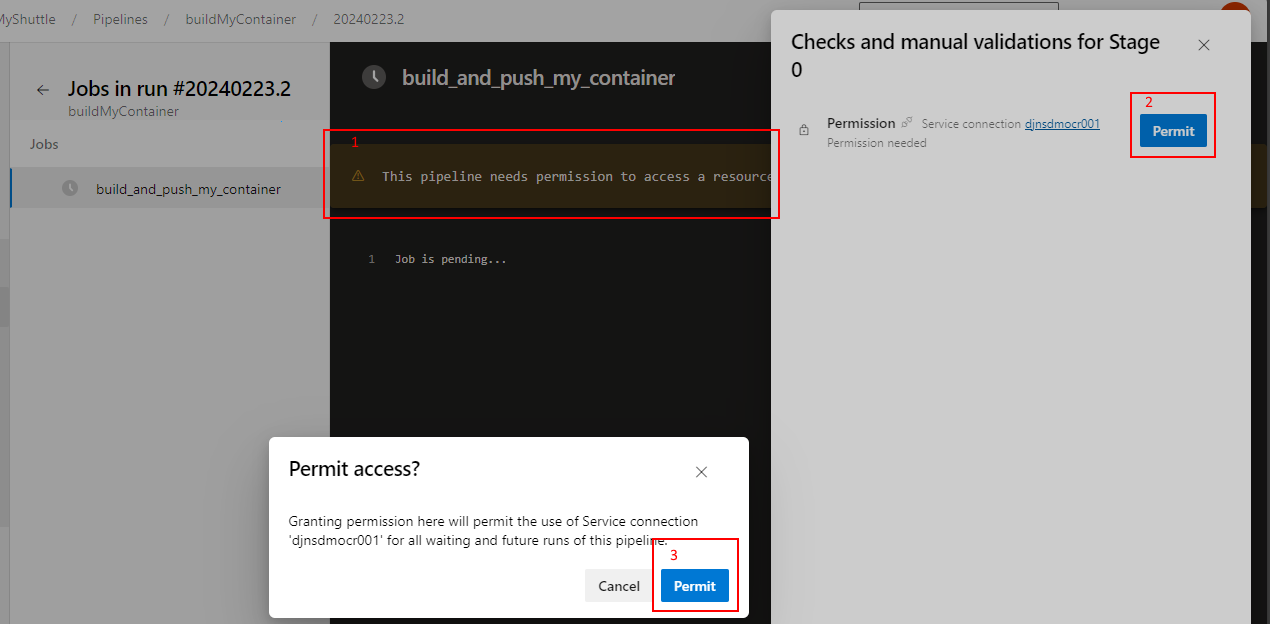 MyShuttle / Pipelines / buildMyContainer / 20240223.2
Jobs in run #20240223.2
buildMyContainer
Jobs
build_and_push_my_container
build_and_push_my_container
1
This pipeline needs permission to access a resource
1 Job is pending...
Checks and manual validations for Stage
0
2
Permission Service connection djnsdmocr001
Permission needed
Permit
Permit access?
Granting permission here will permit the use of Service connection
'djnsdmocr001' for all waiting and future runs of this pipeline.
3
Cancel Permit